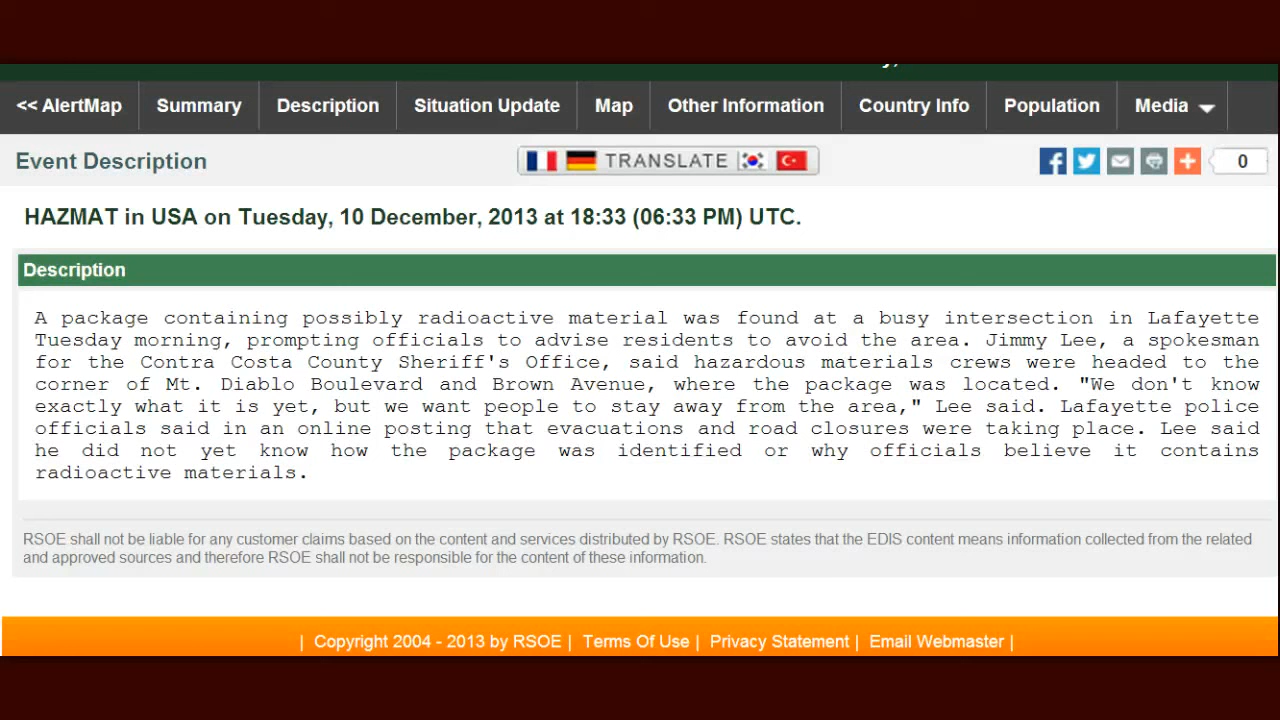 << AlertMap Summary Description Situation Update Map Other Information Country Info Population Media
Event Description TRANSLATE 0
HAZMAT in USA on Tuesday, 10 December, 2013 at 18:33 (06:33 PM) UTC.
Description
A package containing possibly radioactive material was found at a busy intersection in Lafayette
Tuesday morning, prompting officials to advise residents to avoid the area. Jimmy Lee, a spokesman
for the Contra Costa County Sheriff's Office, said hazardous materials crews were headed to the
corner of Mt. Diablo Boulevard and Brown Avenue, where the package was located. "We don't know
exactly what it is yet, but we want people to stay away from the area," Lee said. Lafayette police
officials said in an online posting that evacuations and road closures were taking place. Lee said
he did not yet know how the package was identified or why officials believe it contains
radioactive materials.
RSOE shall not be liable for any customer claims based on the content and services distributed by RSOE. RSOE states that the EDIS content means information collected from the related
and approved sources and therefore RSOE shall not be responsible for the content of these information.
| Copyright 2004 - 2013 by RSOE | Terms Of Use | Privacy Statement | Email Webmaster |